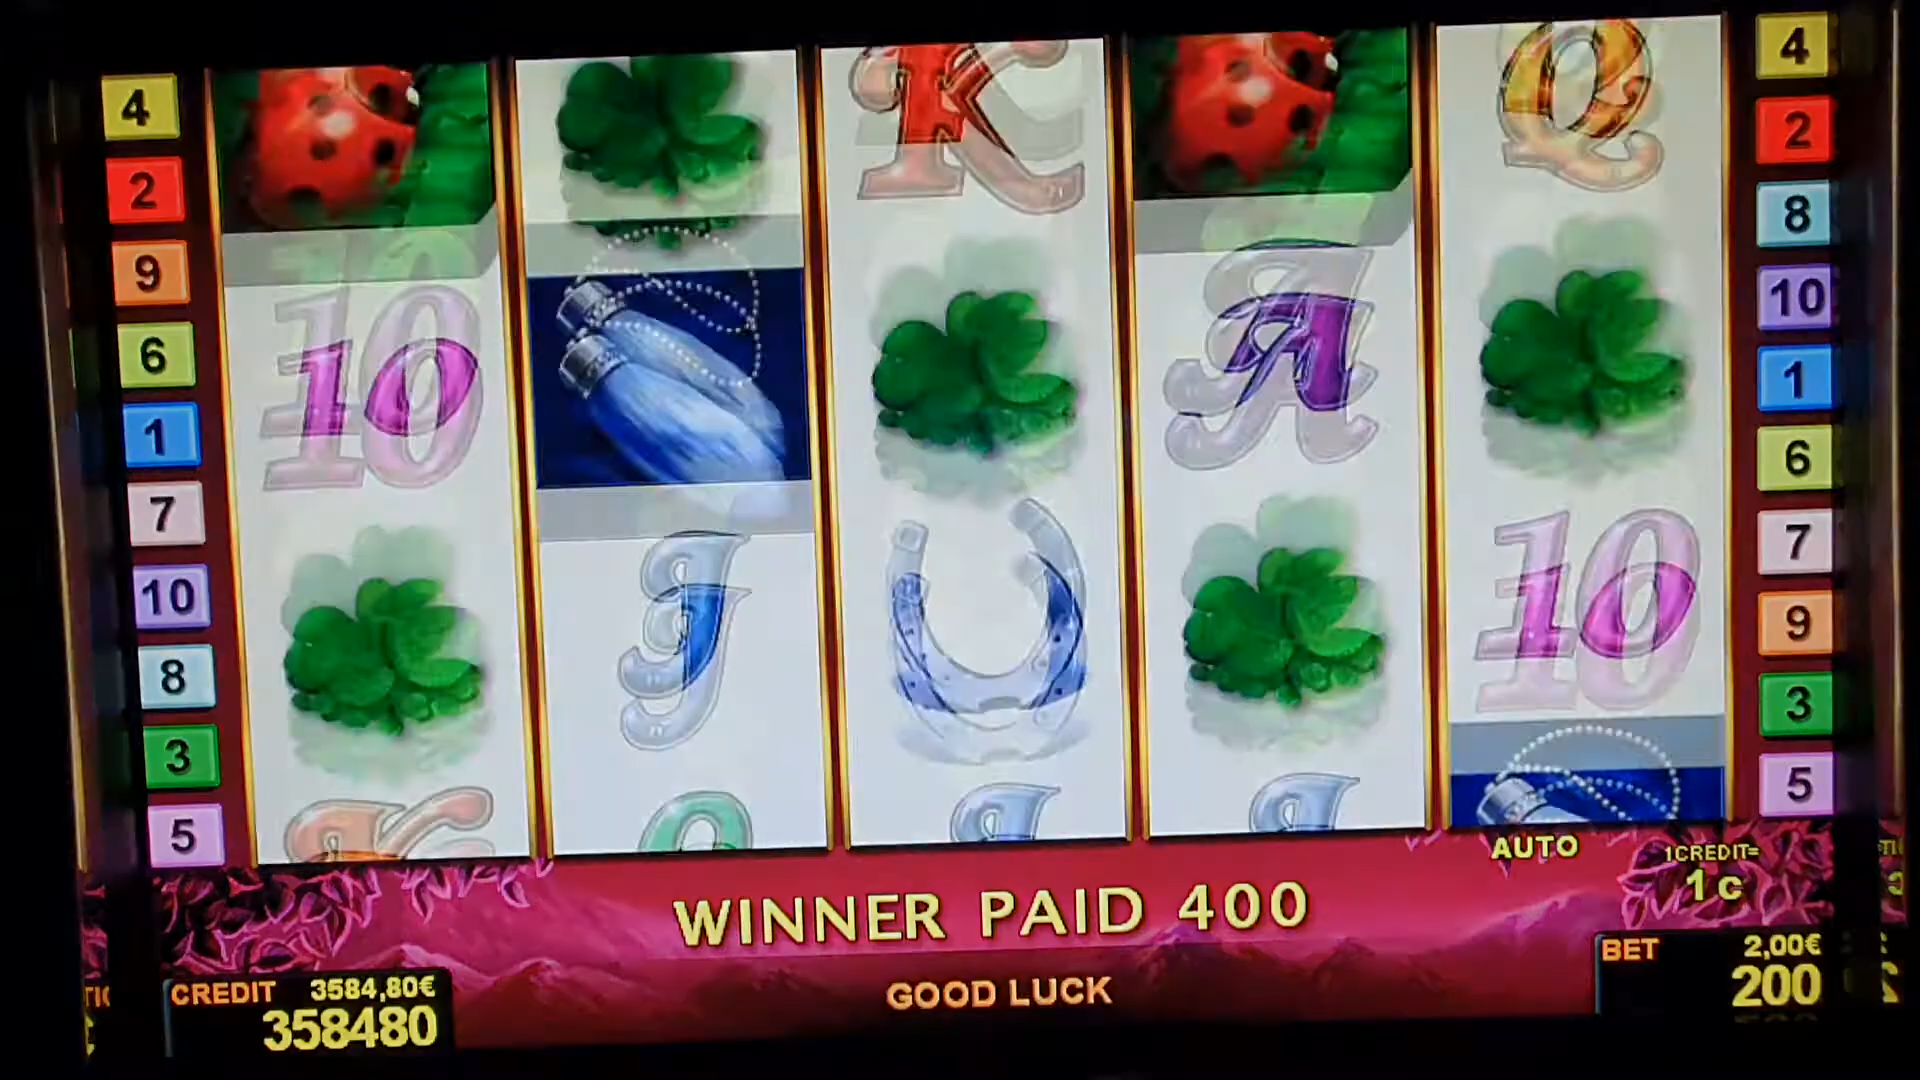 4
2
9
6
1
7
10
8
3
5
K
Q
10
A
J
10
K
J
J
4
2
8
10
1
6
7
9
3
5
AUTO
1CREDIT=
1 c
WINNER PAID 400
GOOD LUCK
CREDIT 3584,80€
358480
BET 2,00€
200